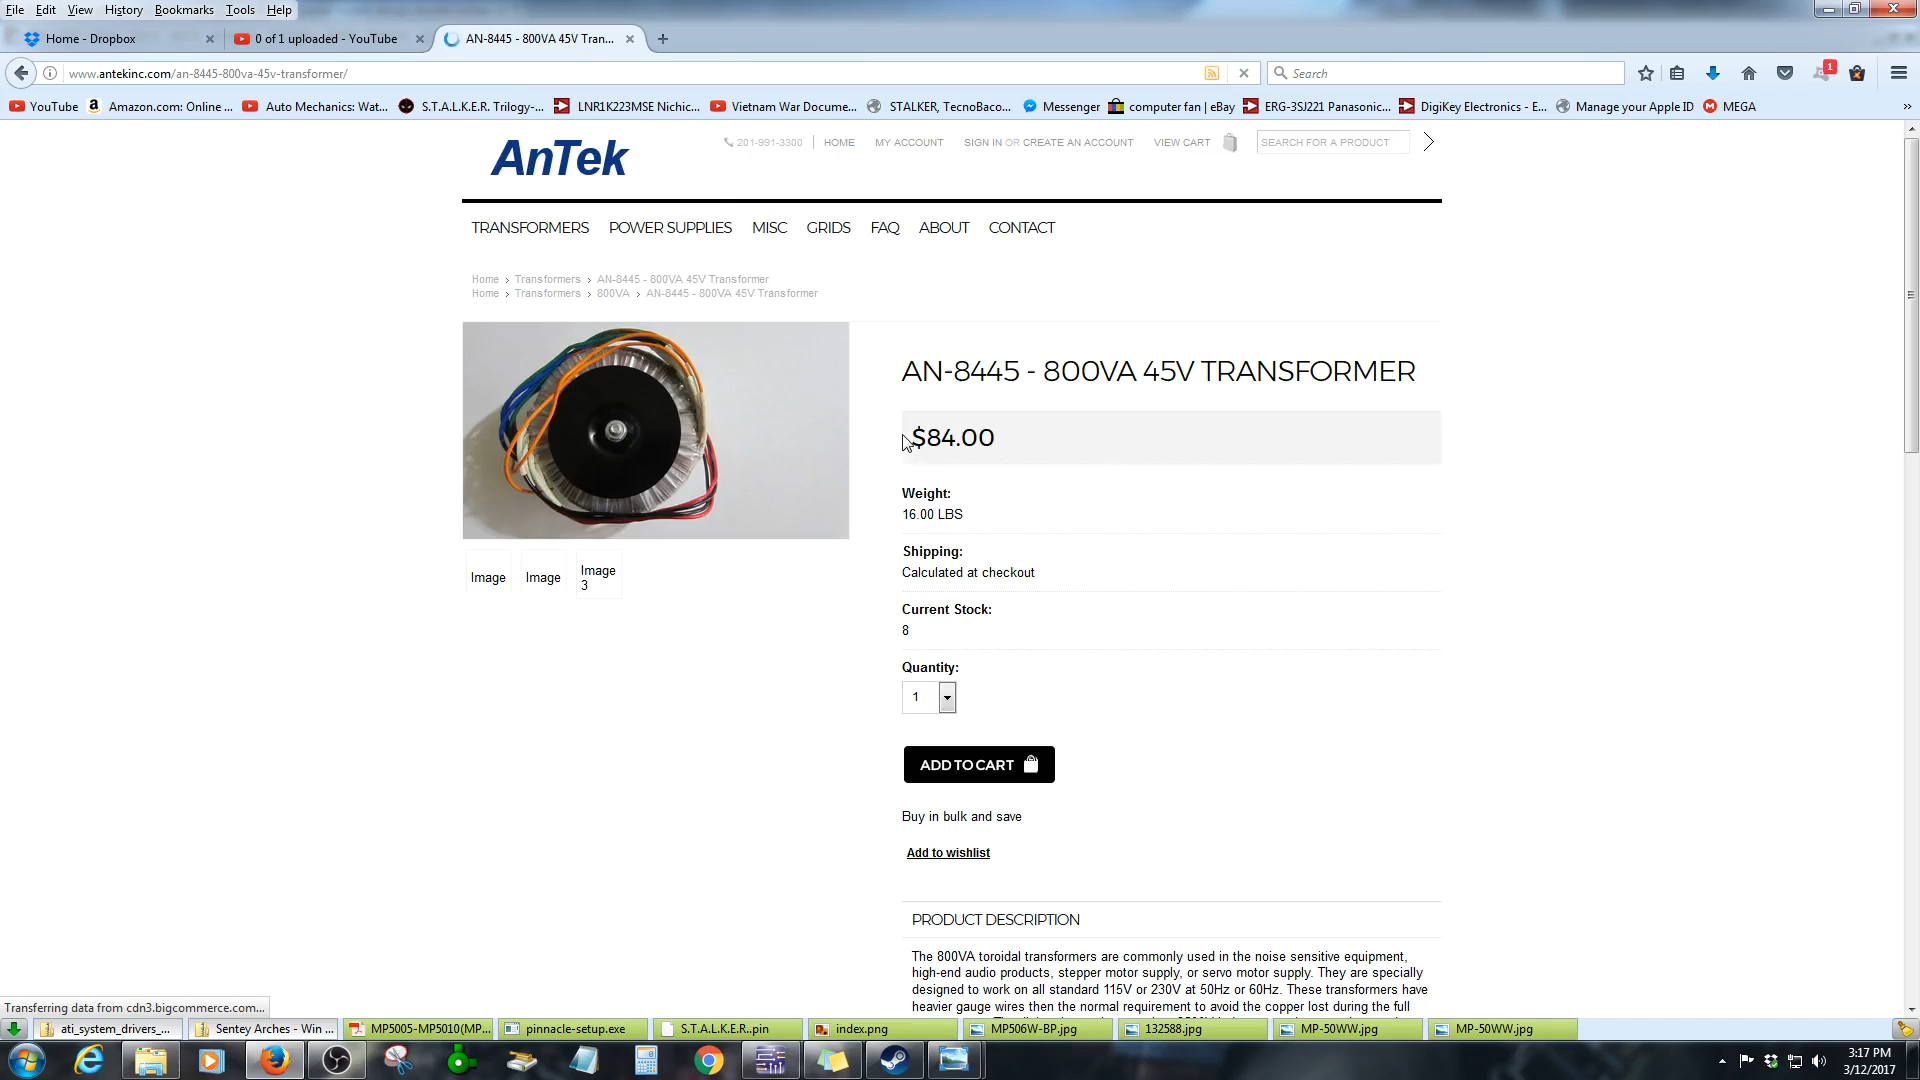 File Edit View History Bookmarks Tools Help
Home - Dropbox 0 of 1 uploaded - YouTube AN-8445 - 800VA 45V Tran...
www.antekinc.com/an-8445-800va-45v-transformer/ Search 1
YouTube Amazon.com: Online ... Auto Mechanics: Wat... S.T.A.L.K.E.R. Trilogy-... LNR1K223MSE Nichic... Vietnam War Docume... STALKER, TecnoBaco... Messenger computer fan | eBay ERG-3SJ221 Panasonic... DigiKey Electronics - E... Manage your Apple ID MEGA
AnTek
201-991-3300 HOME MY ACCOUNT SIGN IN OR CREATE AN ACCOUNT VIEW CART SEARCH FOR A PRODUCT
TRANSFORMERS POWER SUPPLIES MISC GRIDS FAQ ABOUT CONTACT
Home > Transformers > AN-8445 - 800VA 45V Transformer
Home > Transformers > 800VA > AN-8445 - 800VA 45V Transformer
AN-8445 - 800VA 45V TRANSFORMER
$84.00
Weight:
16.00 LBS
Shipping:
Calculated at checkout
Image Image Image 3
Current Stock:
8
Quantity:
1
ADD TO CART
Buy in bulk and save
Add to wishlist
PRODUCT DESCRIPTION
The 800VA toroidal transformers are commonly used in the noise sensitive equipment,
high-end audio products, stepper motor supply, or servo motor supply. They are specially
designed to work on all standard 115V or 230V at 50Hz or 60Hz. These transformers have
heavier gauge wires then the normal requirement to avoid the copper lost during the full
Transferring data from cdn3.bigcommerce.com...
ati_system_drivers_... Sentey Arches - Win ... MP5005-MP5010(MP... pinnacle-setup.exe S.T.A.L.K.E.R..pin index.png MP506W-BP.jpg 132588.jpg MP-50WW.jpg MP-50WW.jpg
3:17 PM
3/12/2017